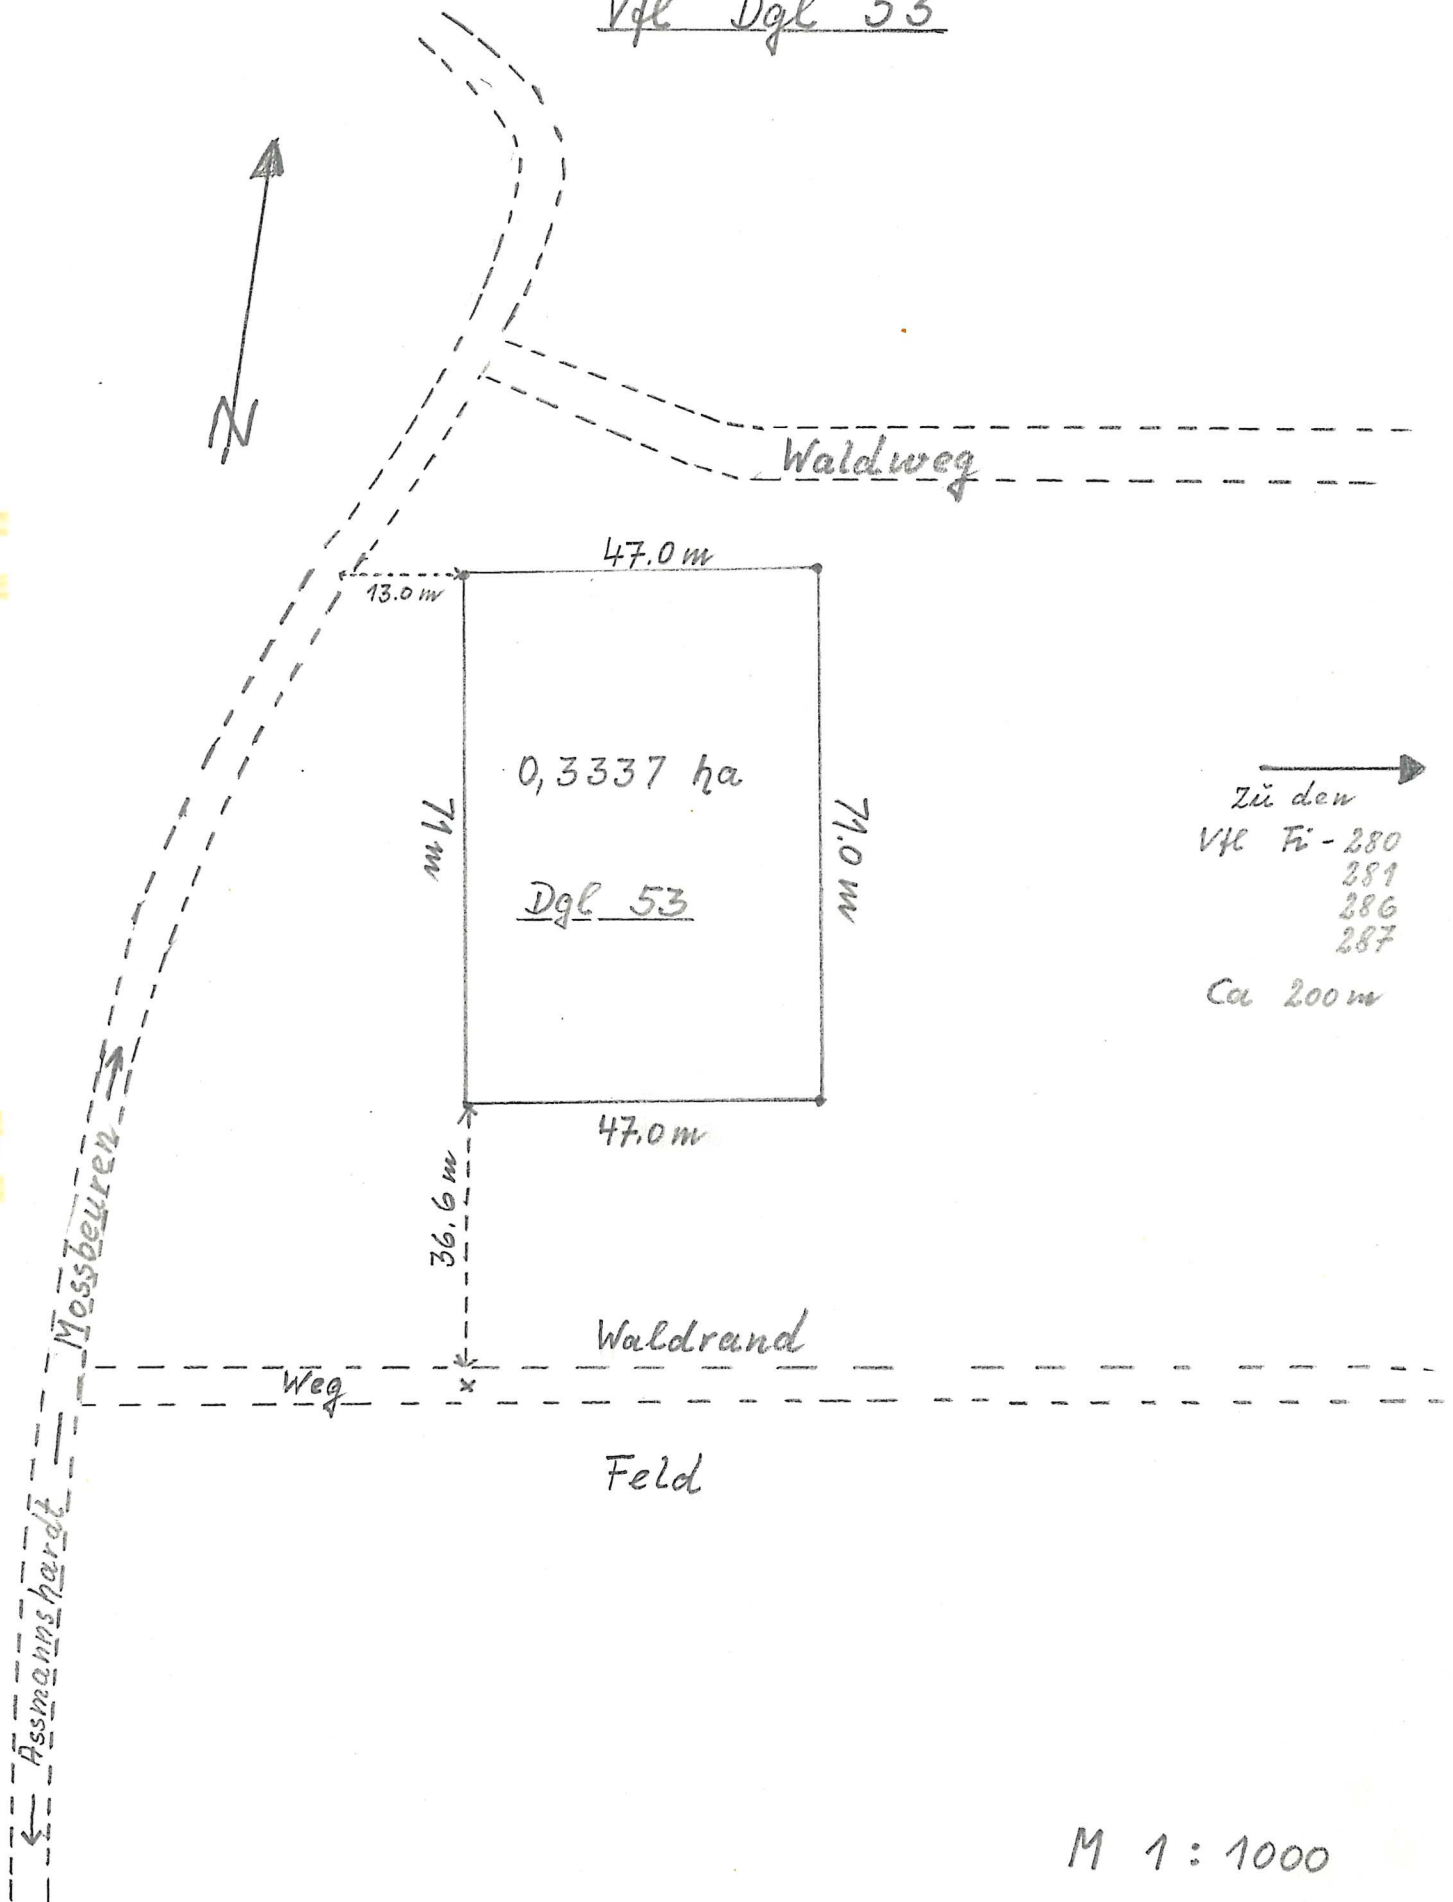 Vfl Dgl 53
N
Waldweg
47.0 m
13.0 m
0,3337 ha
71 m
71.0 m
Dgl 53
zu den
Vfl Fi - 280
281
286
287
Ca 200 m
47.0 m
36.6 m
Mossbeuren
Waldrand
Weg
x
Feld
Assmannshardt
M 1 : 1000